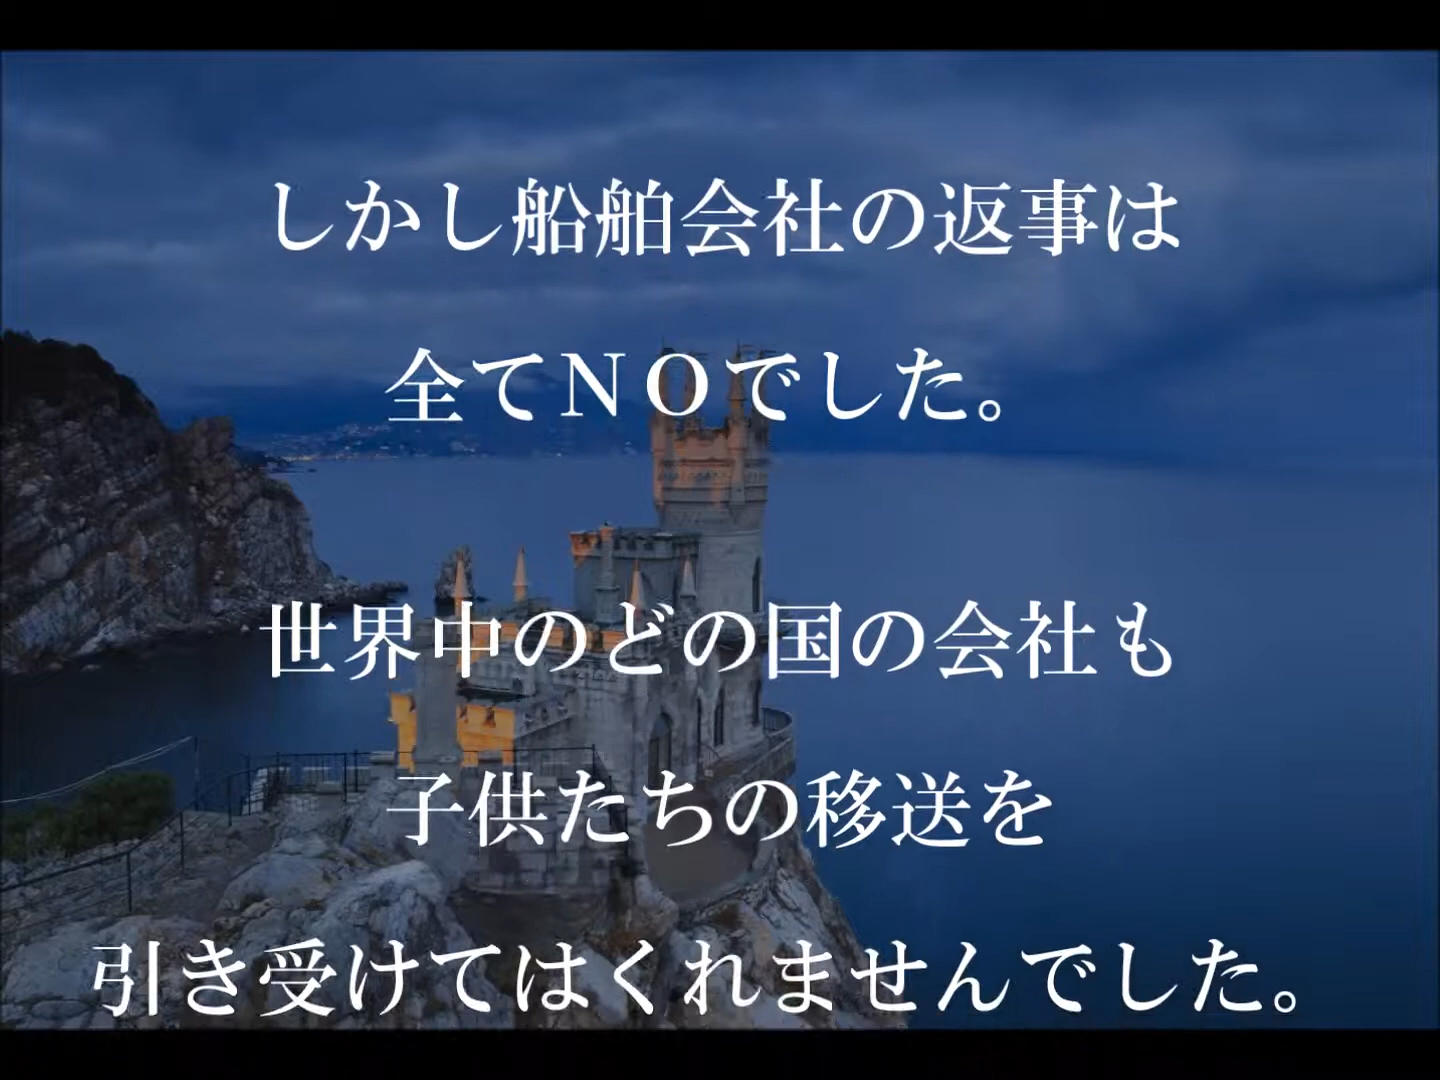 しかし船舶会社の返事は
全てＮＯでした。
世界中のどの国の会社も
子供たちの移送を
引き受けてはくれませんでした。